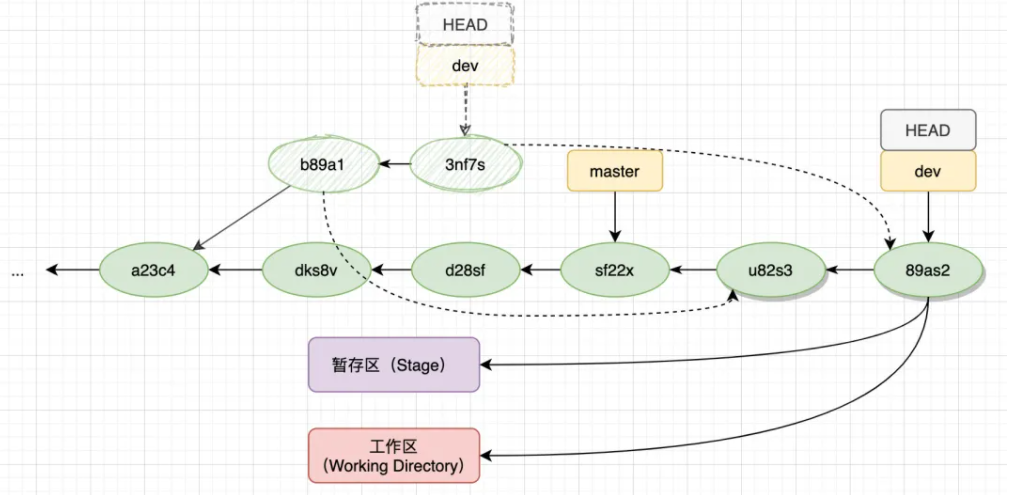 HEAD
dev
HEAD
b89a1
3nf7s
master
dev
...
a23c4
dks8v
d28sf
sf22x
u82s3
89as2
暂存区（Stage）
工作区
（Working Directory）